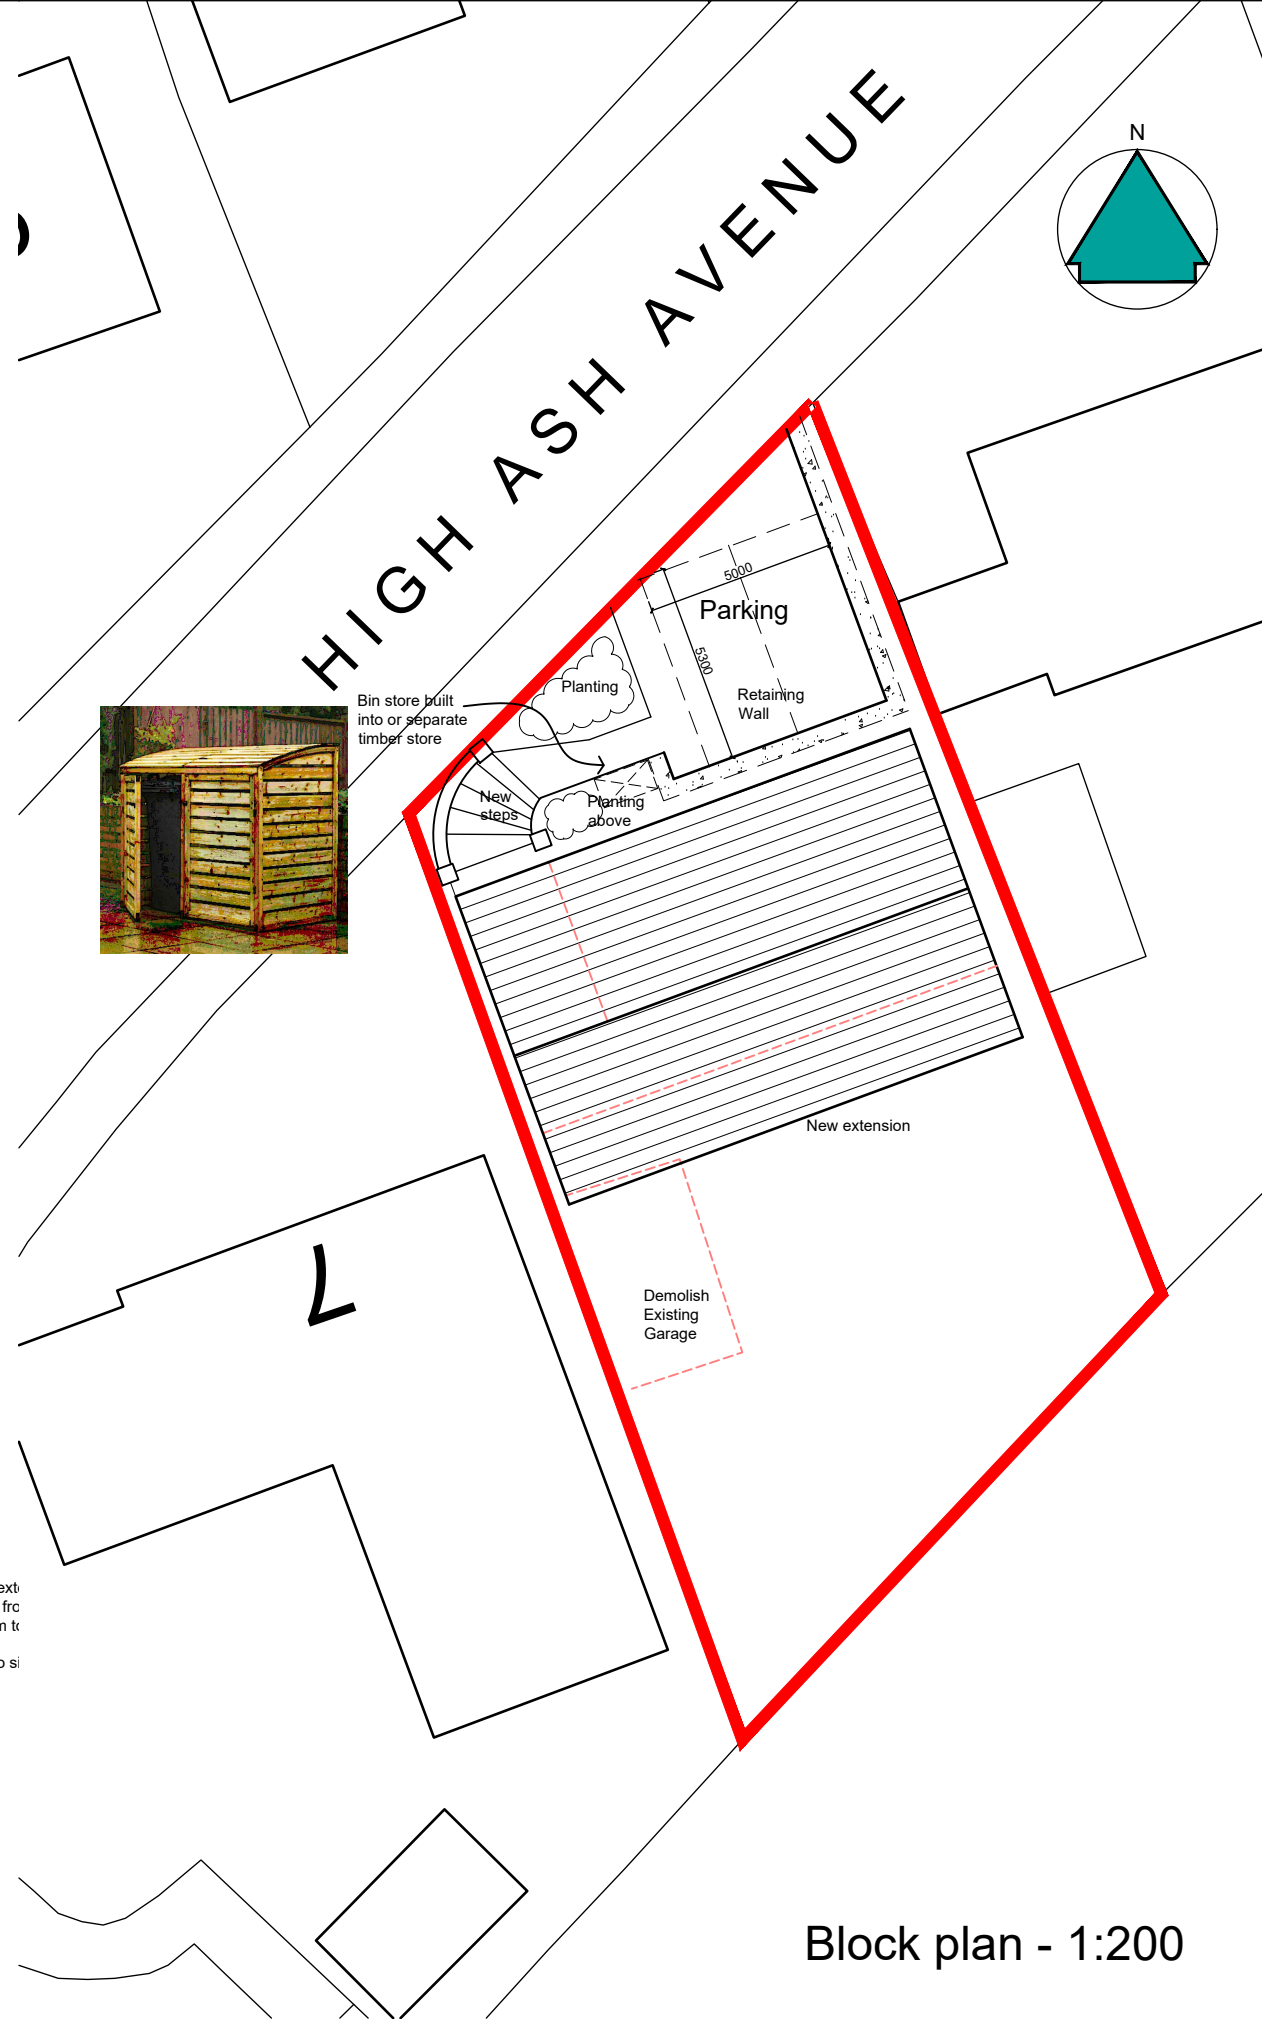 N
HIGH ASH AVENUE
5000
Parking
5300
Planting
Retaining
Wall
Bin store built
into or separate
timber store
New
steps
Planting
above
New extension
7
Demolish
Existing
Garage
Block plan - 1:200